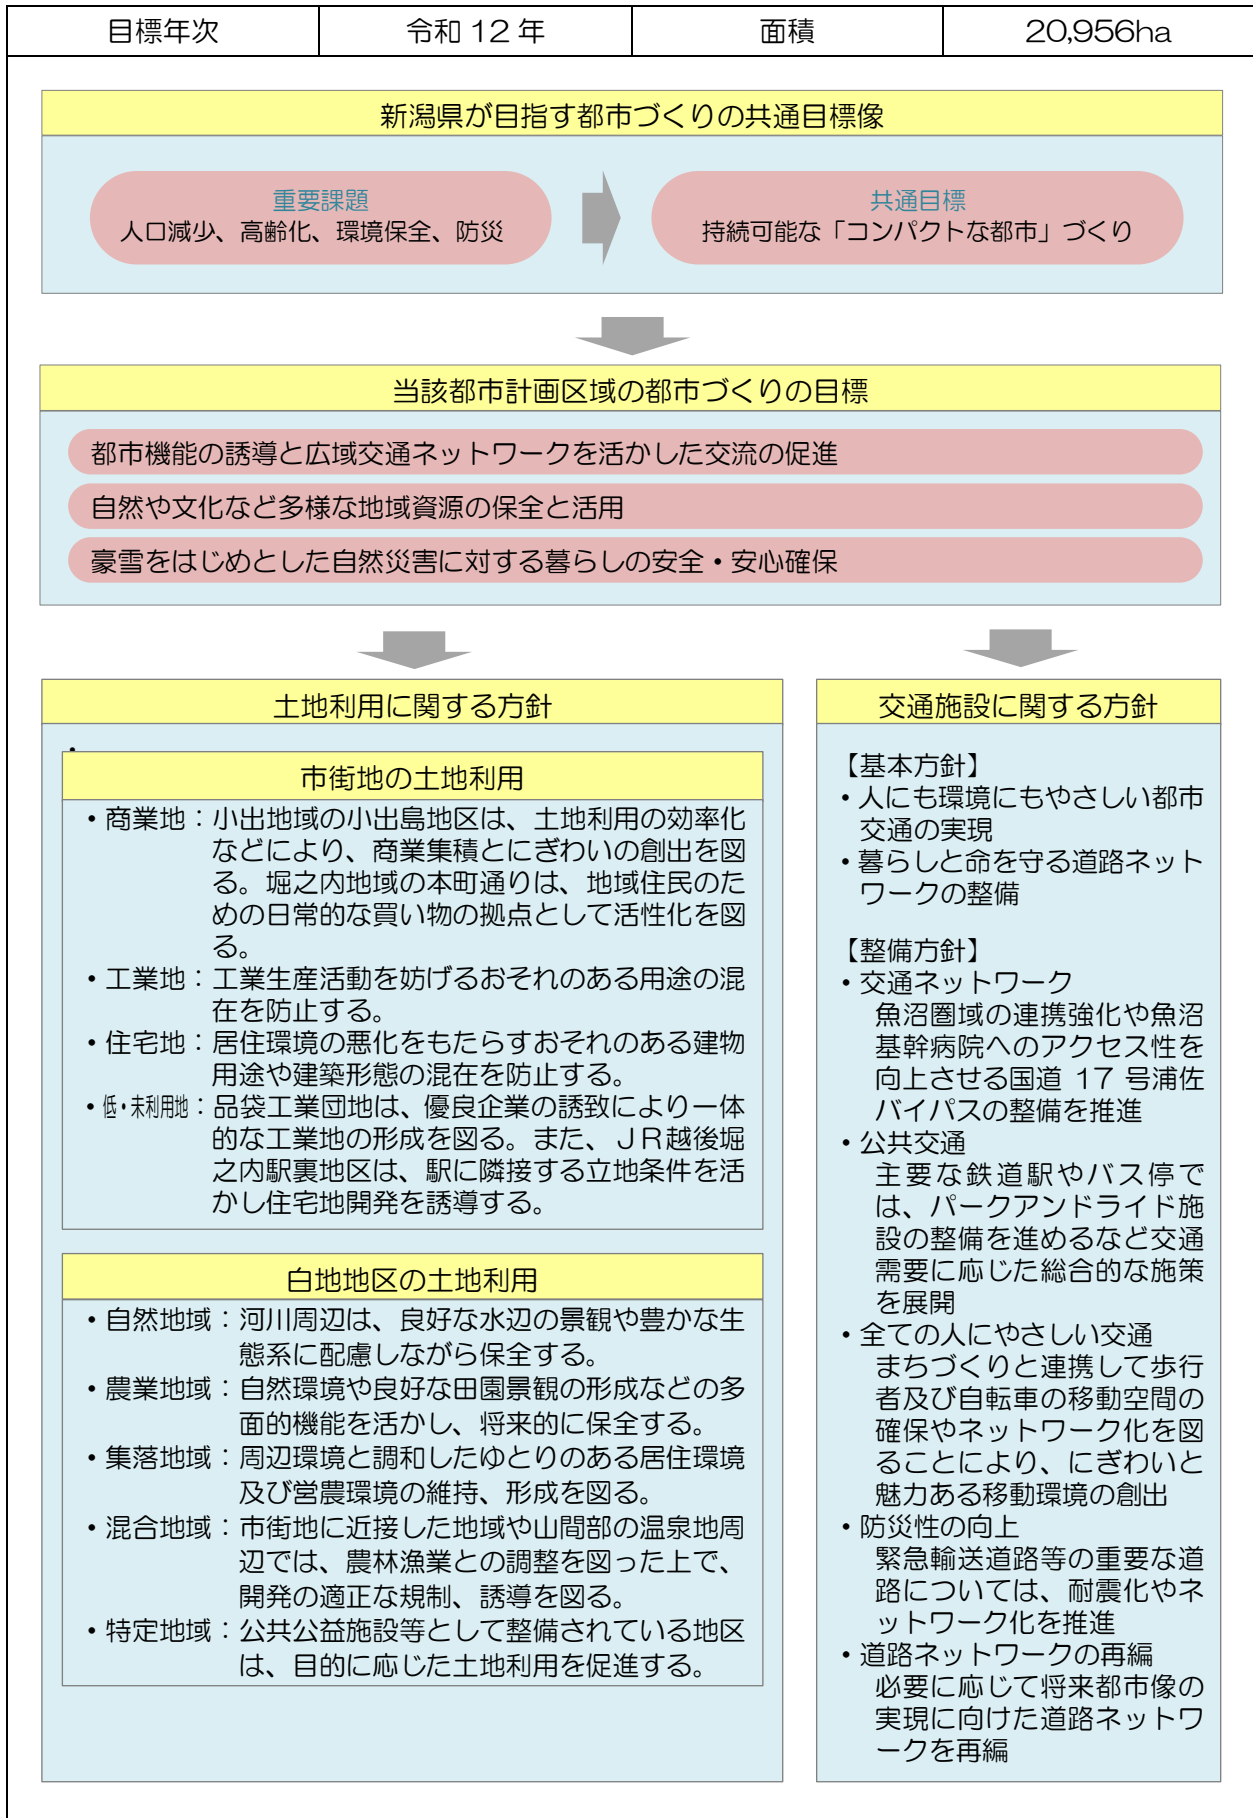 目標年次 令和 12 年 面積 20,956ha
新潟県が目指す都市づくりの共通目標像
重要課題
人口減少、高齢化、環境保全、防災
共通目標
持続可能な「コンパクトな都市」づくり
当該都市計画区域の都市づくりの目標
都市機能の誘導と広域交通ネットワークを活かした交流の促進
自然や文化など多様な地域資源の保全と活用
豪雪をはじめとした自然災害に対する暮らしの安全・安心確保
土地利用に関する方針
・
市街地の土地利用
・商業地：小出地域の小出島地区は、土地利用の効率化
などにより、商業集積とにぎわいの創出を図
る。堀之内地域の本町通りは、地域住民のた
めの日常的な買い物の拠点として活性化を図
る。
・工業地：工業生産活動を妨げるおそれのある用途の混
在を防止する。
・住宅地：居住環境の悪化をもたらすおそれのある建物
用途や建築形態の混在を防止する。
・低・未利用地：品袋工業団地は、優良企業の誘致により一体
的な工業地の形成を図る。また、ＪＲ越後堀
之内駅裏地区は、駅に隣接する立地条件を活
かし住宅地開発を誘導する。
白地地区の土地利用
・自然地域：河川周辺は、良好な水辺の景観や豊かな生
態系に配慮しながら保全する。
・農業地域：自然環境や良好な田園景観の形成などの多
面的機能を活かし、将来的に保全する。
・集落地域：周辺環境と調和したゆとりのある居住環境
及び営農環境の維持、形成を図る。
・混合地域：市街地に近接した地域や山間部の温泉地周
辺では、農林漁業との調整を図った上で、
開発の適正な規制、誘導を図る。
・特定地域：公共公益施設等として整備されている地区
は、目的に応じた土地利用を促進する。
交通施設に関する方針
【基本方針】
・人にも環境にもやさしい都市
交通の実現
・暮らしと命を守る道路ネット
ワークの整備
【整備方針】
・交通ネットワーク
魚沼圏域の連携強化や魚沼
基幹病院へのアクセス性を
向上させる国道 17 号浦佐
バイパスの整備を推進
・公共交通
主要な鉄道駅やバス停で
は、パークアンドライド施
設の整備を進めるなど交通
需要に応じた総合的な施策
を展開
・全ての人にやさしい交通
まちづくりと連携して歩行
者及び自転車の移動空間の
確保やネットワーク化を図
ることにより、にぎわいと
魅力ある移動環境の創出
・防災性の向上
緊急輸送道路等の重要な道
路については、耐震化やネ
ットワーク化を推進
・道路ネットワークの再編
必要に応じて将来都市像の
実現に向けた道路ネットワ
ークを再編